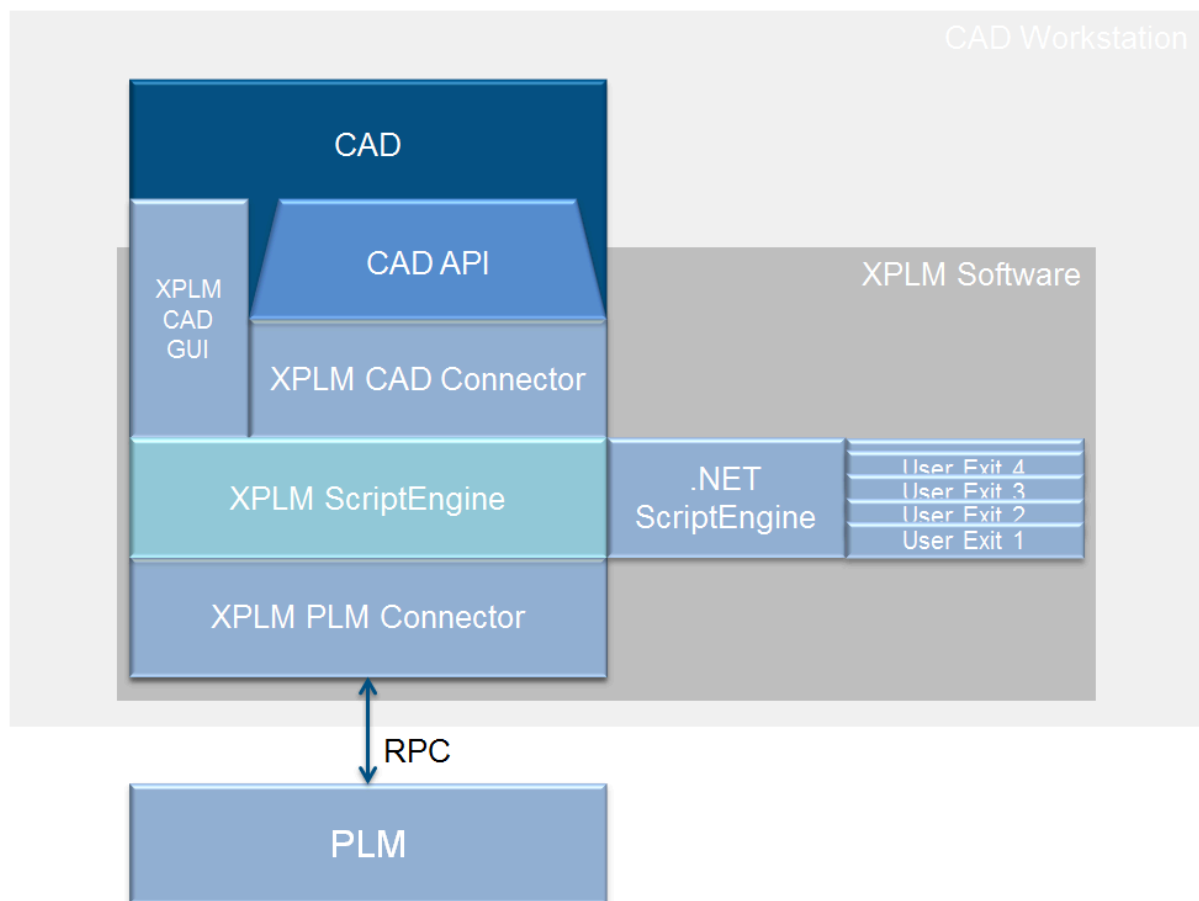 CAD Workstation
CAD
CAD API
XPLM Software
XPLM
CAD
GUI
XPLM CAD Connector
XPLM ScriptEngine
.NET
ScriptEngine
User Exit 4
User Exit 3
User Exit 2
User Exit 1
XPLM PLM Connector
RPC
PLM